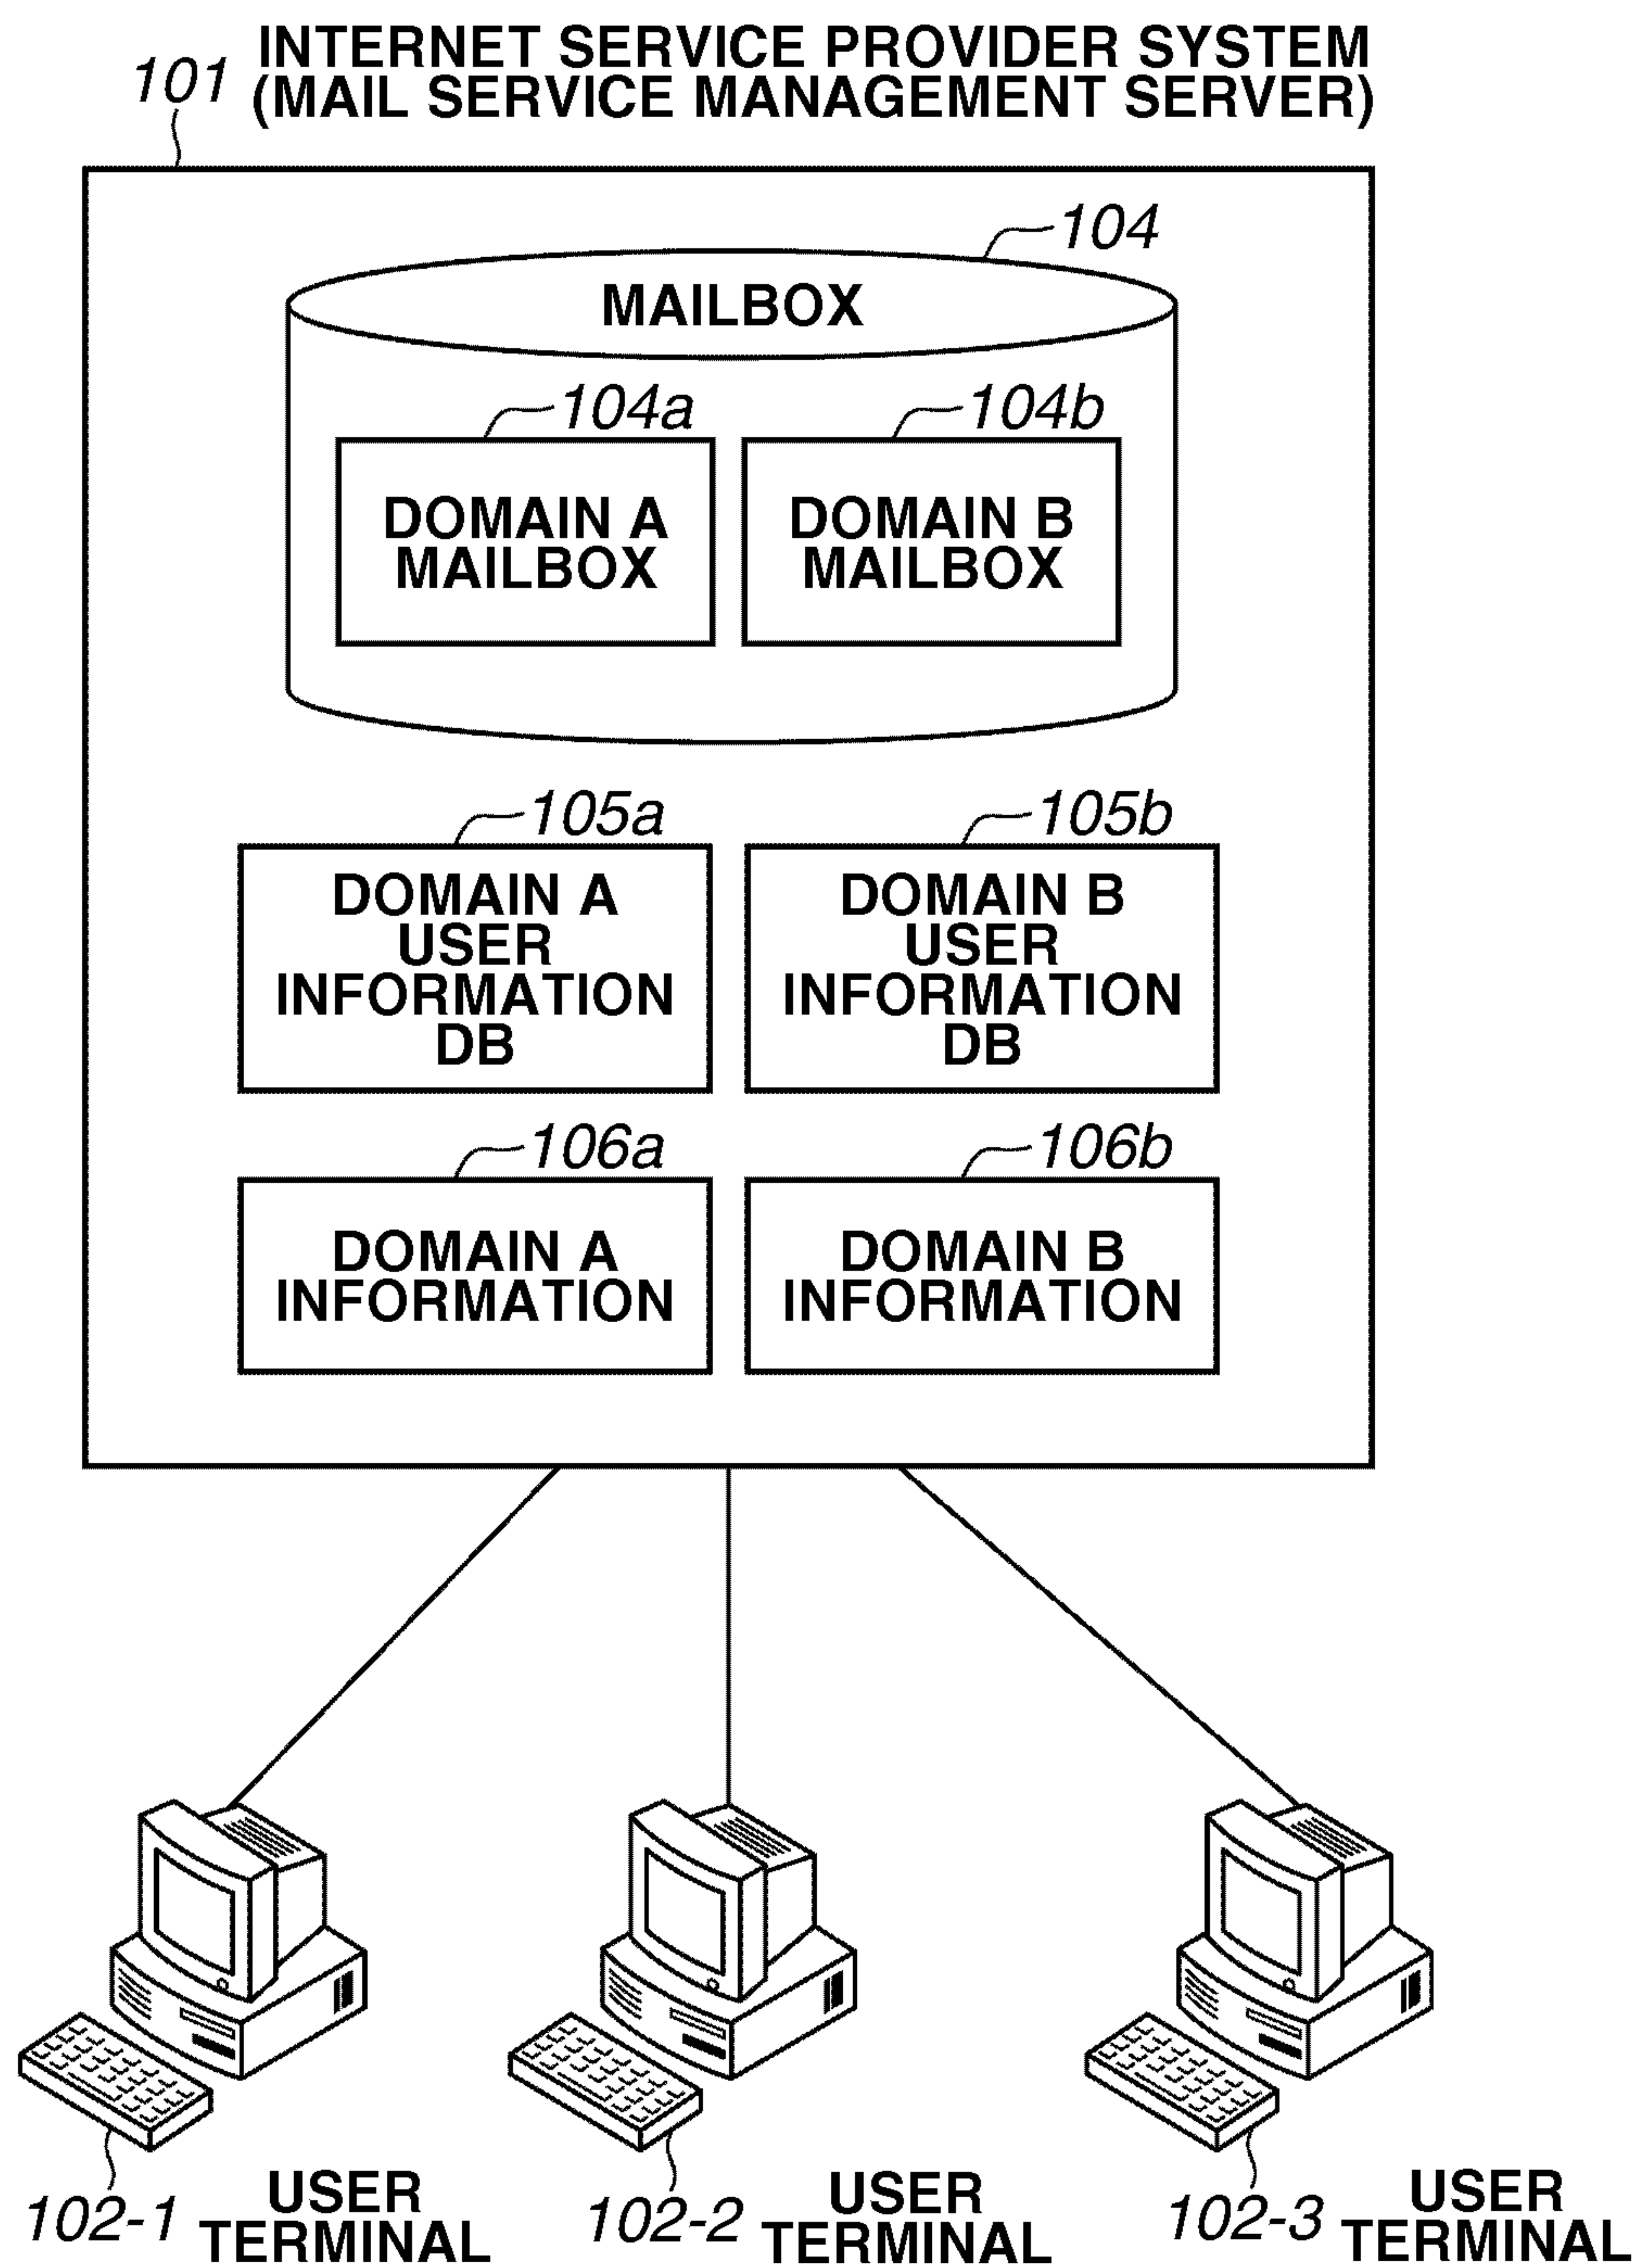 INTERNET SERVICE PROVIDER SYSTEM
101 (MAIL SERVICE MANAGEMENT SERVER)
104
MAILBOX
104a 104b
DOMAIN A DOMAIN B
MAILBOX MAILBOX
105a 105b
DOMAIN A DOMAIN B
USER USER
INFORMATION INFORMATION
DB DB
106a 106b
DOMAIN A DOMAIN B
INFORMATION INFORMATION
102-1 USER TERMINAL
102-2 USER TERMINAL
102-3 USER TERMINAL